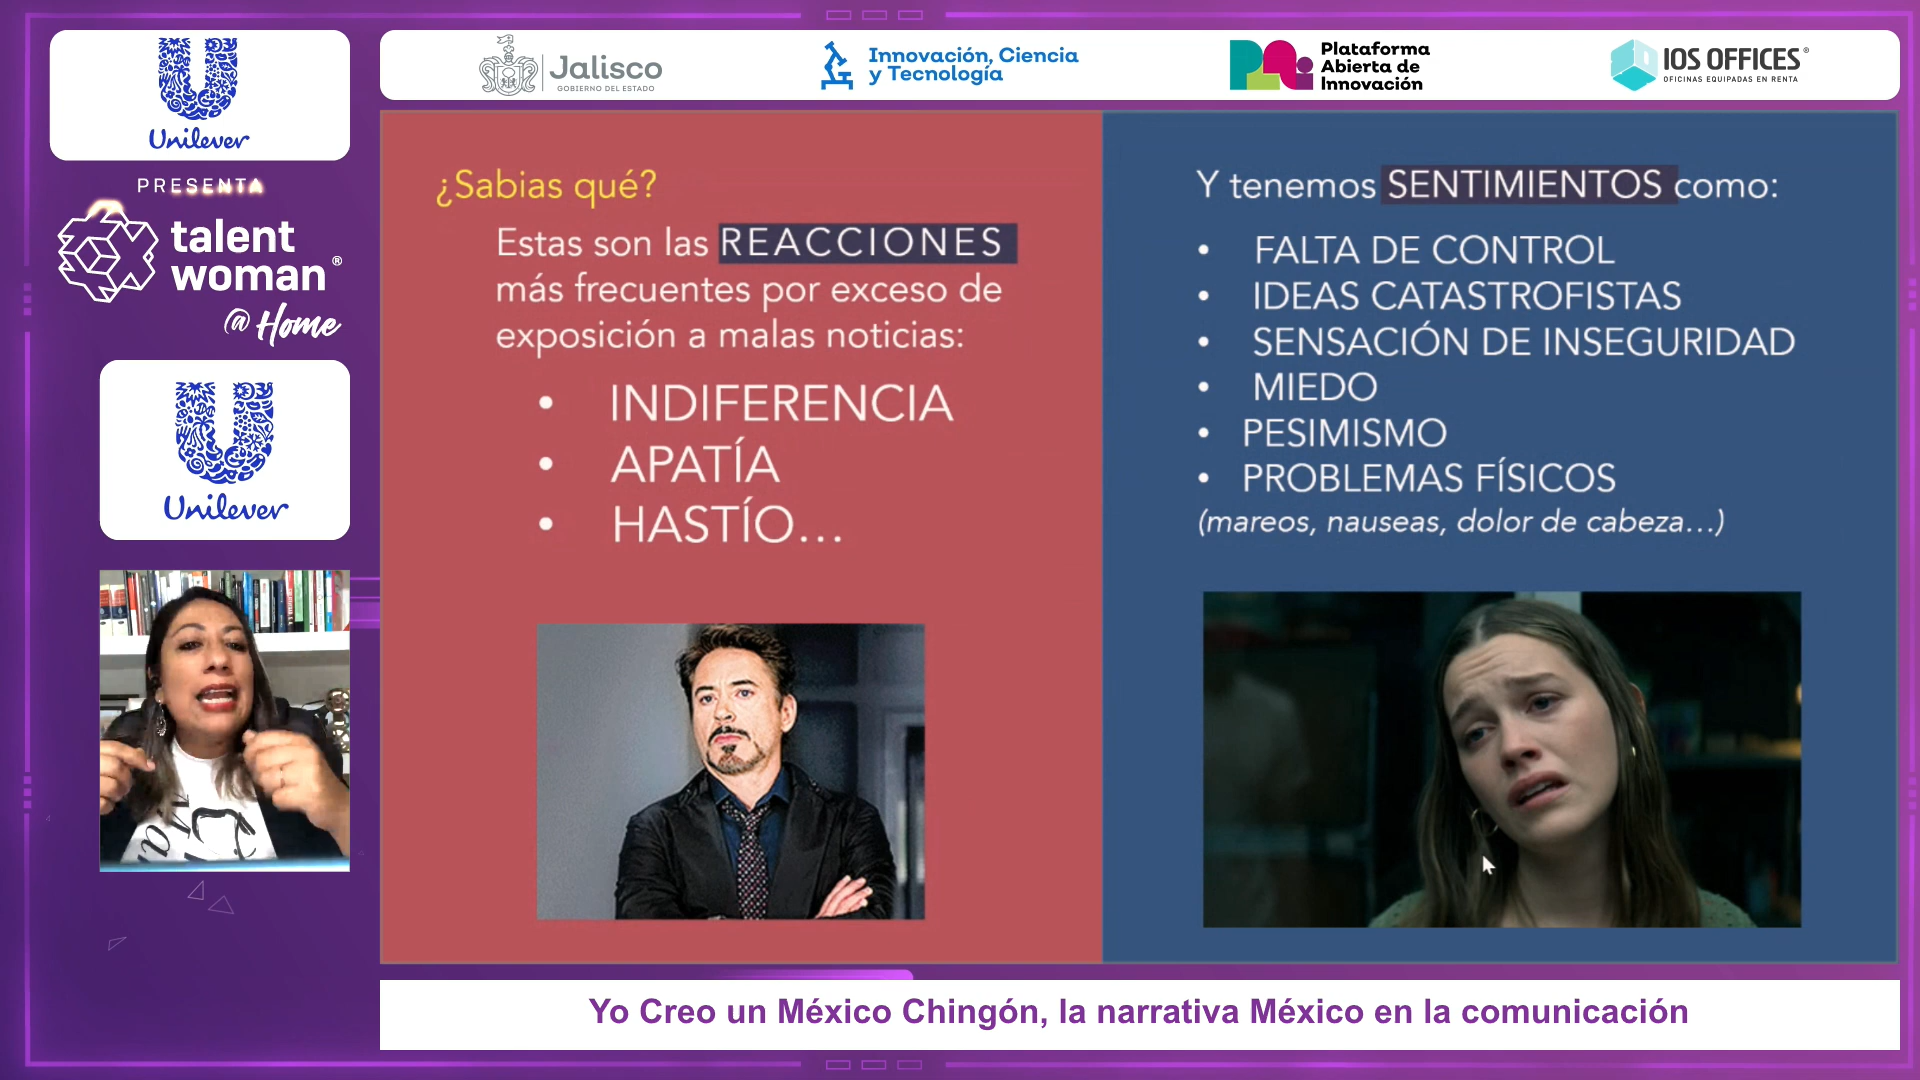 Unilever
PRESENTA
talent
woman®
@Home
Unilever
Jalisco
GOBIERNO DEL ESTADO
Innovación, Ciencia
y Tecnología
Plataforma
Abierta de
Innovación
IOS OFFICES®
OFICINAS EQUIPADAS EN RENTA
¿Sabias qué?
Estas son las REACCIONES
más frecuentes por exceso de
exposición a malas noticias:
• INDIFERENCIA
• APATÍA
• HASTÍO...
Y tenemos SENTIMIENTOS como:
• FALTA DE CONTROL
• IDEAS CATASTROFISTAS
• SENSACIÓN DE INSEGURIDAD
• MIEDO
• PESIMISMO
• PROBLEMAS FÍSICOS
(mareos, nauseas, dolor de cabeza...)
Yo Creo un México Chingón, la narrativa México en la comunicación